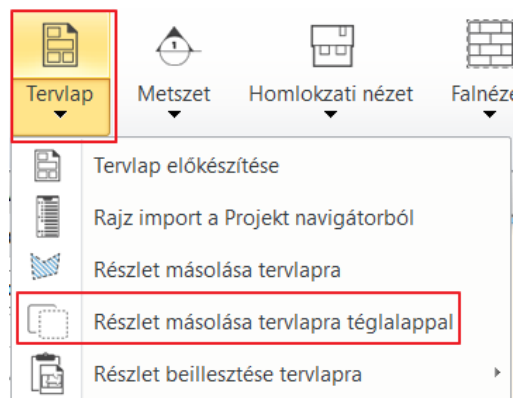 Tervlap Metszet Homlokzati nézet Falnéze
Tervlap előkészítése
Rajz import a Projekt navigátorból
Részlet másolása tervlapra
Részlet másolása tervlapra téglalappal
Részlet beillesztése tervlapra